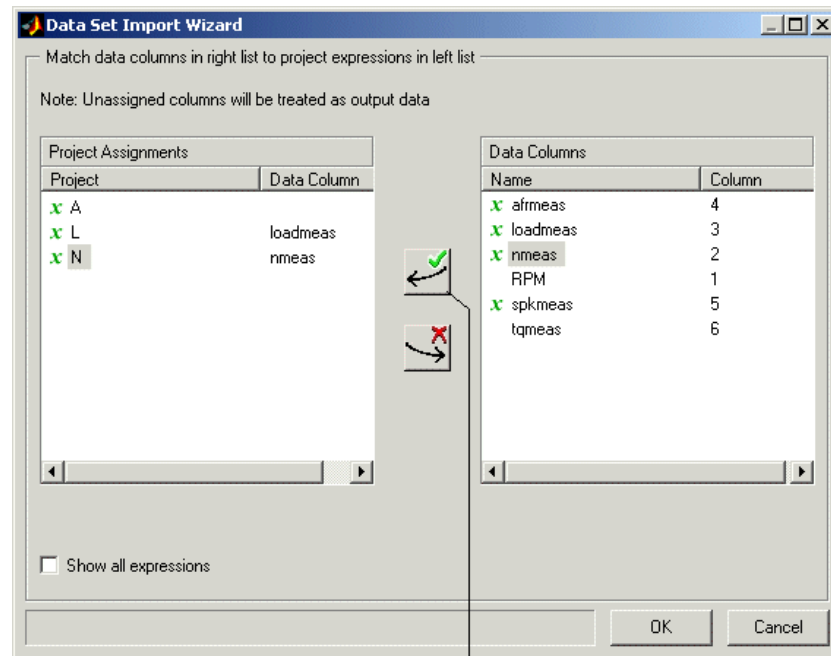 Data Set Import Wizard
Match data columns in right list to project expressions in left list
Note: Unassigned columns will be treated as output data
Project Assignments
Project Data Column
x A
x L loadmeas
x N nmeas
Data Columns
Name Column
x afrmeas 4
x loadmeas 3
x nmeas 2
RPM 1
x spkmeas 5
tqmeas 6
Show all expressions
OK Cancel